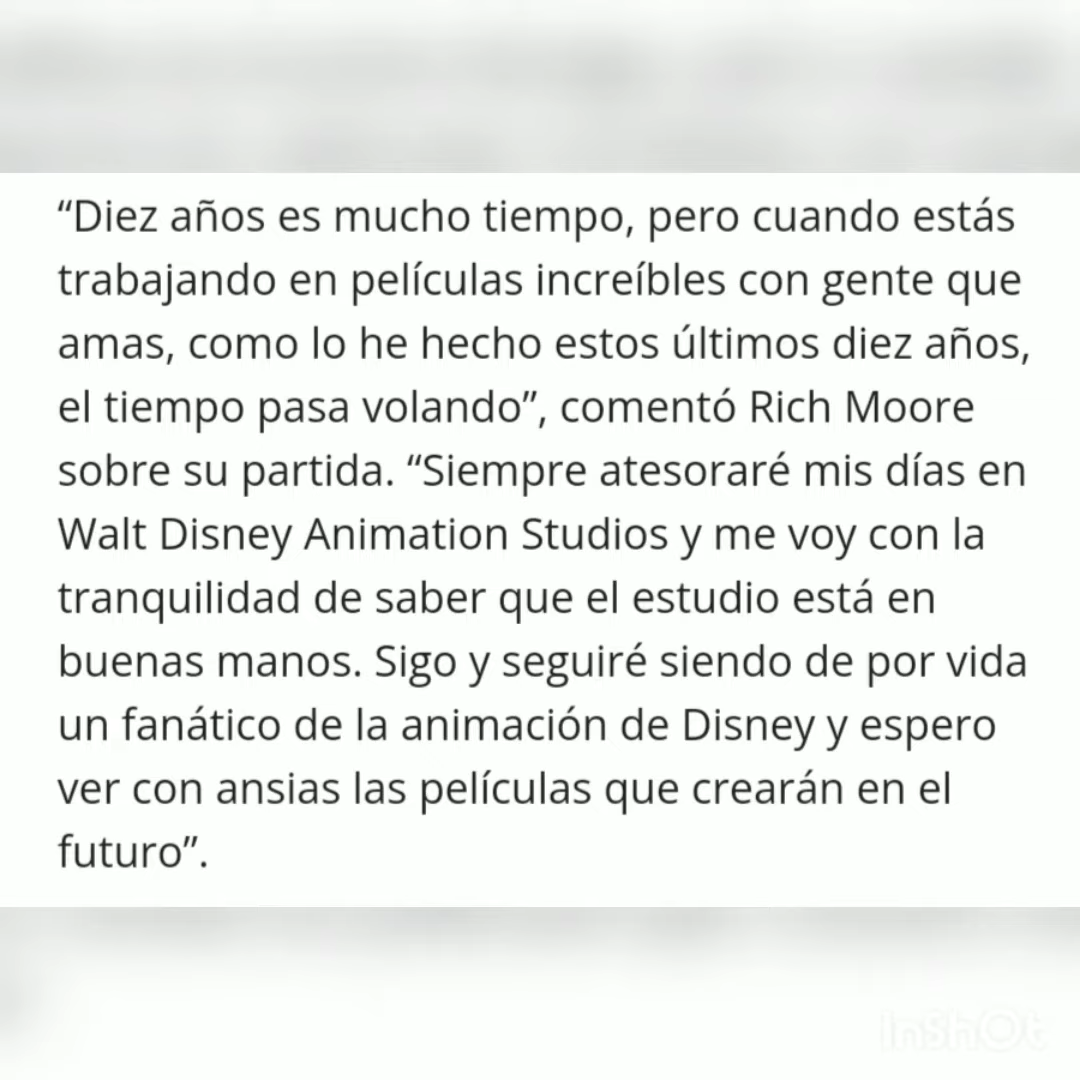 “Diez años es mucho tiempo, pero cuando estás
trabajando en películas increíbles con gente que
amas, como lo he hecho estos últimos diez años,
el tiempo pasa volando”, comentó Rich Moore
sobre su partida. “Siempre atesoraré mis días en
Walt Disney Animation Studios y me voy con la
tranquilidad de saber que el estudio está en
buenas manos. Sigo y seguiré siendo de por vida
un fanático de la animación de Disney y espero
ver con ansias las películas que crearán en el
futuro”.
InShOt